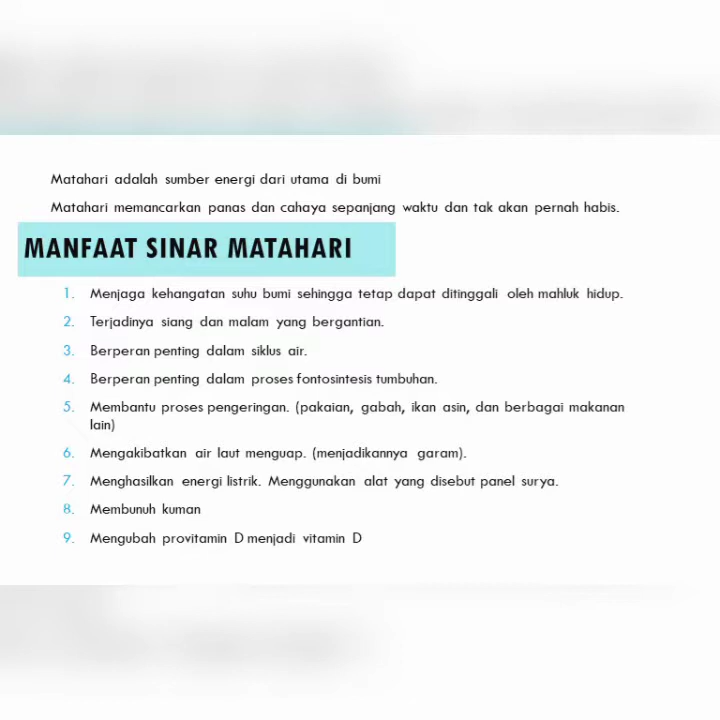 Matahari adalah sumber energi dari utama di bumi
Matahari memancarkan panas dan cahaya sepanjang waktu dan tak akan pernah habis.
MANFAAT SINAR MATAHARI
1. Menjaga kehangatan suhu bumi sehingga tetap dapat ditinggali oleh mahluk hidup.
2. Terjadinya siang dan malam yang bergantian.
3. Berperan penting dalam siklus air.
4. Berperan penting dalam proses fontosintesis tumbuhan.
5. Membantu proses pengeringan. (pakaian, gabah, ikan asin, dan berbagai makanan
lain)
6. Mengakibatkan air laut menguap. (menjadikannya garam).
7. Menghasilkan energi listrik. Menggunakan alat yang disebut panel surya.
8. Membunuh kuman
9. Mengubah provitamin D menjadi vitamin D